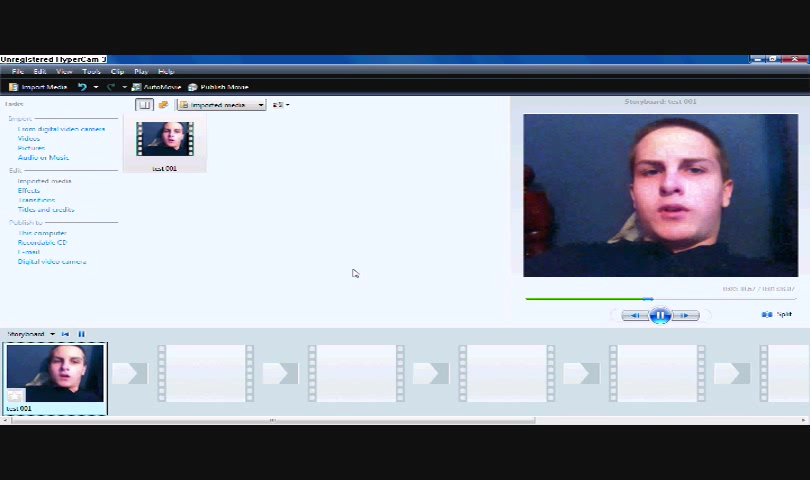 Unregistered HyperCam 3
File Edit View Tools Clip Play Help
Import Media AutoMovie Publish Movie
Tasks
Imported media
Storyboard: test 001
Import
From digital video camera
Videos
Pictures
Audio or Music
test 001
Edit
Imported media
Effects
Transitions
Titles and credits
Publish to
This computer
Recordable CD
E-mail
Digital video camera
Split
Storyboard
test 001